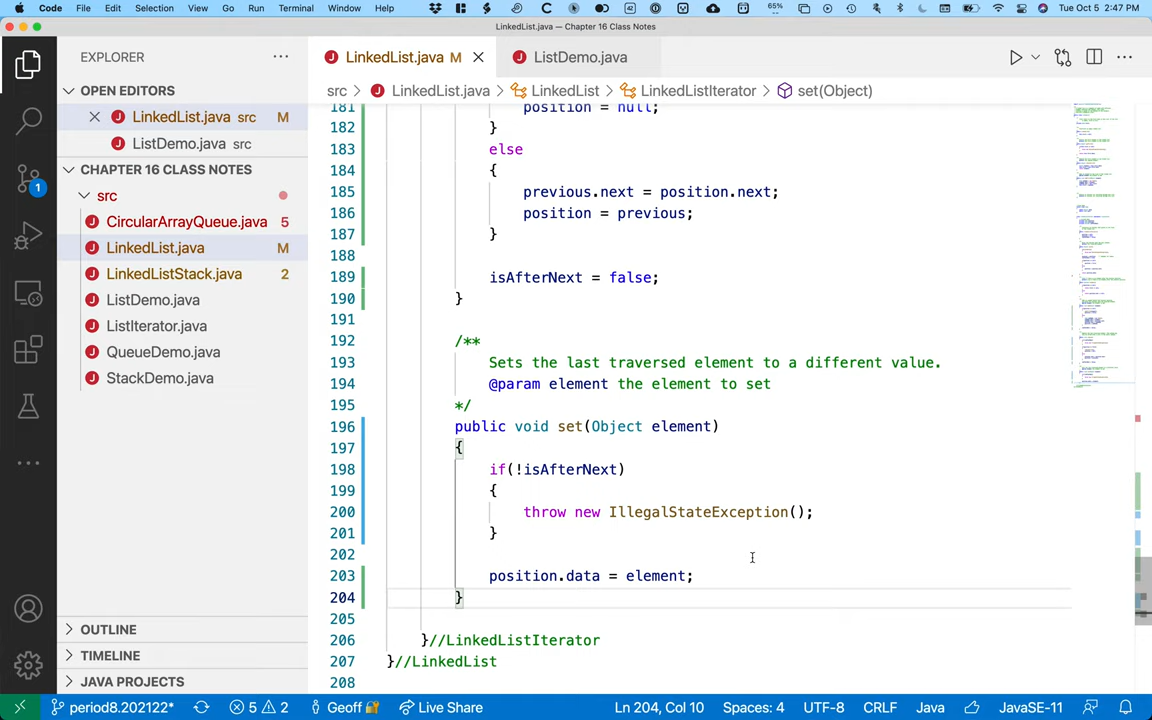 Code File Edit Selection View Go Run Terminal Window Help 65% Tue Oct 5 2:47 PM
LinkedList.java — Chapter 16 Class Notes
EXPLORER
LinkedList.java M
ListDemo.java
OPEN EDITORS
LinkedList.java src M
ListDemo.java src
CHAPTER 16 CLASS NOTES
src
CircularArrayQueue.java 5
LinkedList.java M
LinkedListStack.java 2
ListDemo.java
ListIterator.java
QueueDemo.java
StackDemo.java
OUTLINE
TIMELINE
JAVA PROJECTS
1
src > LinkedList.java > LinkedList > LinkedListIterator > set(Object)
181 position = null;
182 }
183 else
184 {
185 previous.next = position.next;
186 position = previous;
187 }
188
189 isAfterNext = false;
190 }
191
192 /**
193 Sets the last traversed element to a different value.
194 @param element the element to set
195 */
196 public void set(Object element)
197 {
198 if(!isAfterNext)
199 {
200 throw new IllegalStateException();
201 }
202
203 position.data = element;
204 }
205
206 }//LinkedListIterator
207 }//LinkedList
208
period8.202122* 5 2 Geoff Live Share Ln 204, Col 10 Spaces: 4 UTF-8 CRLF Java JavaSE-11